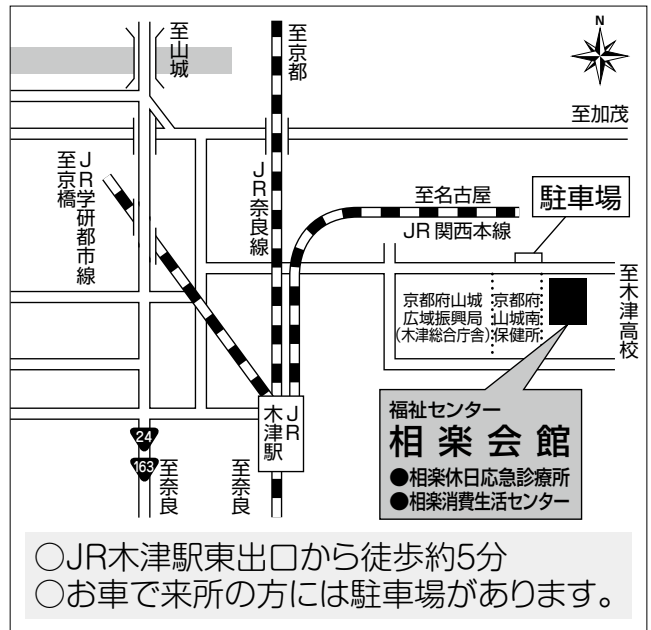 至山城
至京都
N
至加茂
JR学研都市線
至京橋
JR奈良線
至名古屋
JR関西本線
駐車場
至木津高校
京都府山城
広域振興局
(木津総合庁舎)
京都府
山城南
保健所
JR
木津駅
24
163
至奈良
至奈良
福祉センター
相楽会館
●相楽休日応急診療所
●相楽消費生活センター
○JR木津駅東出口から徒歩約5分
○お車で来所の方には駐車場があります。